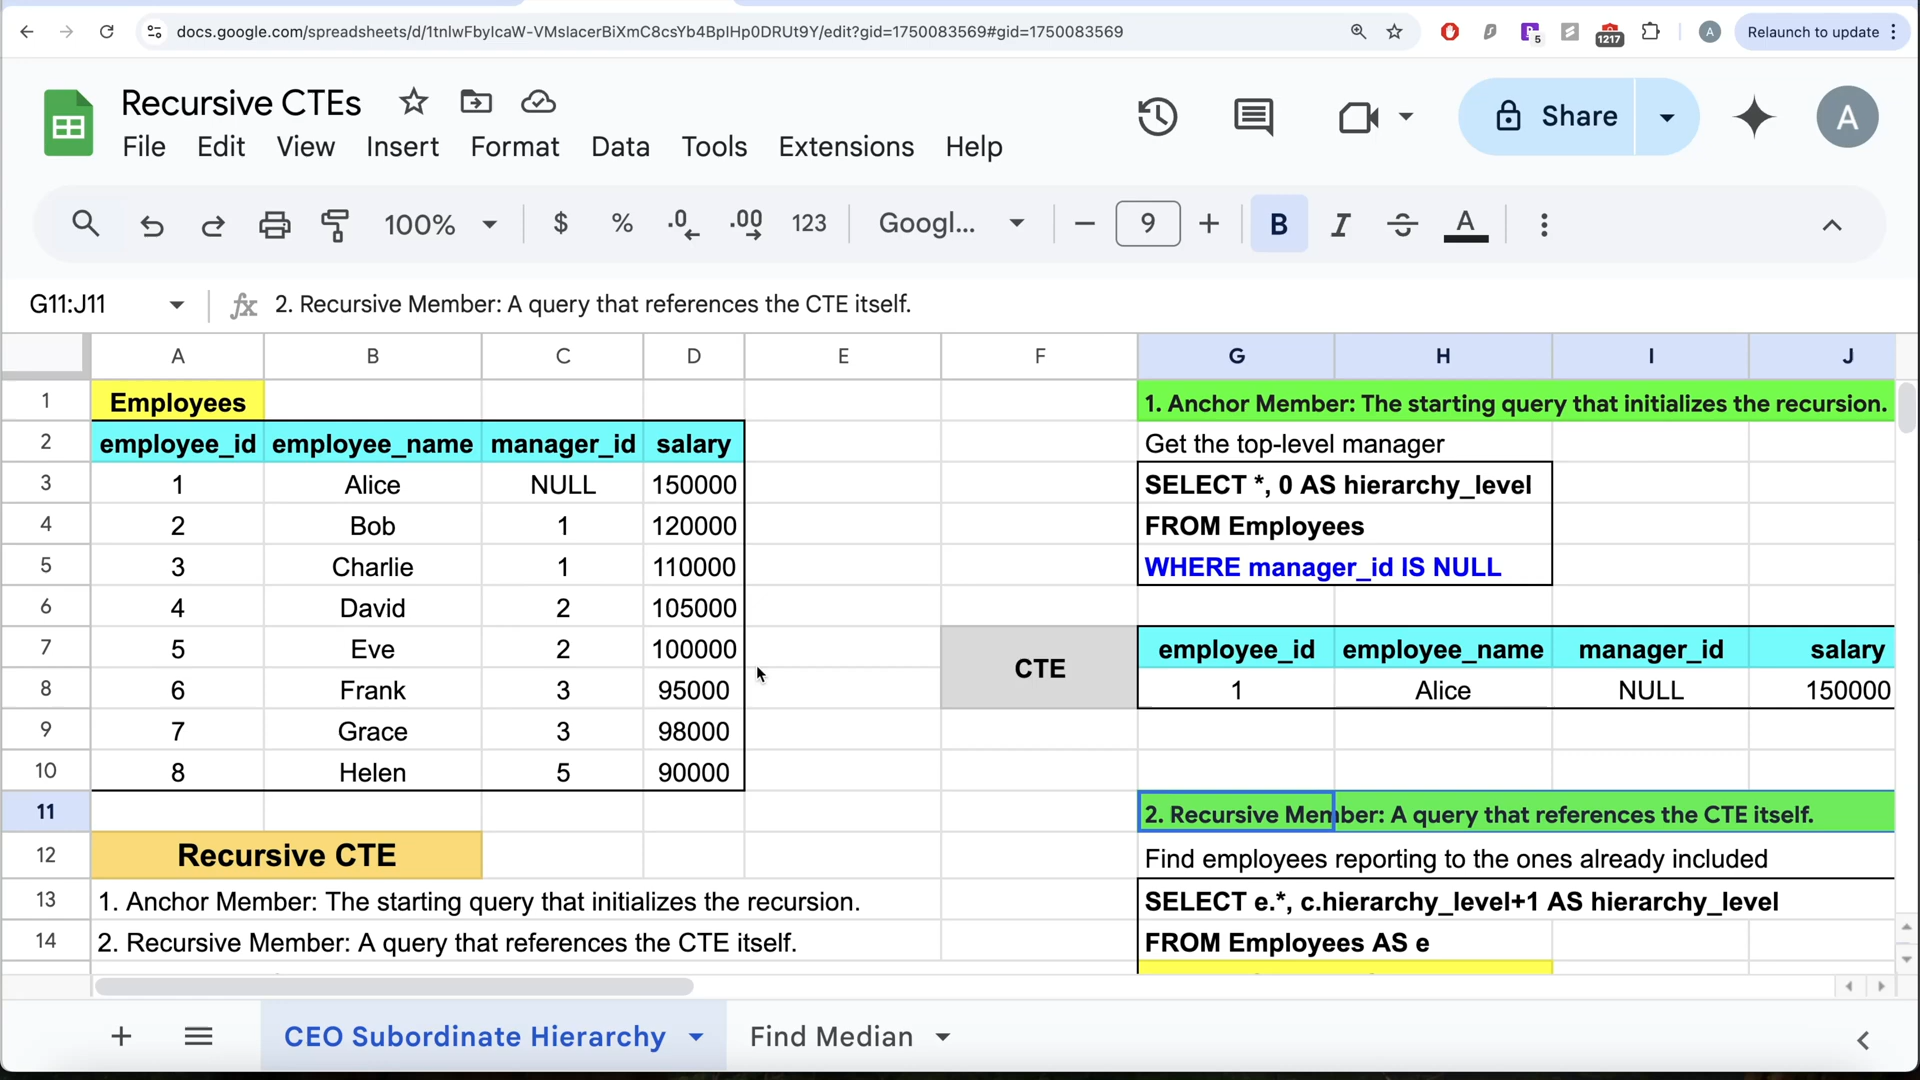 docs.google.com/spreadsheets/d/1tnlwFbyIcaW-VMslacerBiXmC8csYb4BpIHp0DRUt9Y/edit?gid=1750083569#gid=1750083569
5
1217
A
Relaunch to update
Recursive CTEs
Share
A
File Edit View Insert Format Data Tools Extensions Help
100% $ % .0 .00 123 Googl... 9 B I S A
G11:J11 fx 2. Recursive Member: A query that references the CTE itself.
A B C D E F G H I J
1 Employees 1. Anchor Member: The starting query that initializes the recursion.
2 employee_id employee_name manager_id salary Get the top-level manager
3 1 Alice NULL 150000 SELECT *, 0 AS hierarchy_level
4 2 Bob 1 120000 FROM Employees
5 3 Charlie 1 110000 WHERE manager_id IS NULL
6 4 David 2 105000
7 5 Eve 2 100000 CTE employee_id employee_name manager_id salary
8 6 Frank 3 95000 1 Alice NULL 150000
9 7 Grace 3 98000
10 8 Helen 5 90000
11 2. Recursive Member: A query that references the CTE itself.
12 Recursive CTE Find employees reporting to the ones already included
13 1. Anchor Member: The starting query that initializes the recursion. SELECT e.*, c.hierarchy_level+1 AS hierarchy_level
14 2. Recursive Member: A query that references the CTE itself. FROM Employees AS e
CEO Subordinate Hierarchy Find Median